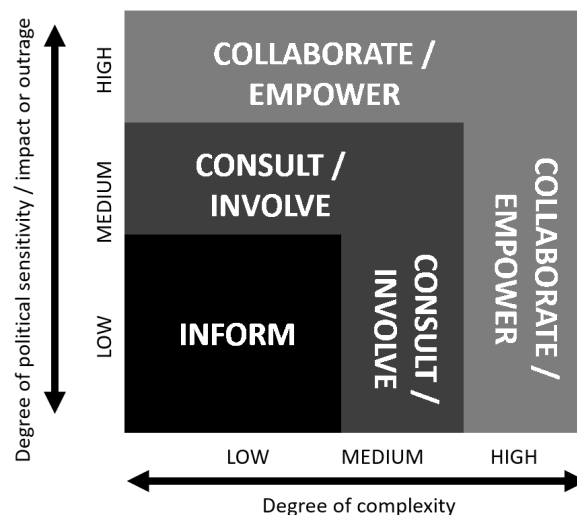 Degree of political sensitivity / impact or outrage
HIGH
MEDIUM
LOW
COLLABORATE /
EMPOWER
CONSULT /
INVOLVE
INFORM
CONSULT /
INVOLVE
COLLABORATE /
EMPOWER
LOW
MEDIUM
HIGH
Degree of complexity